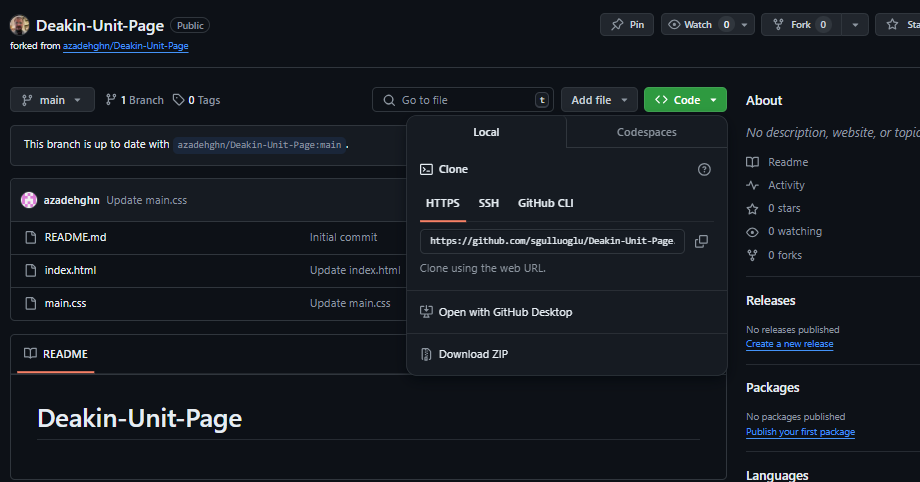 Deakin-Unit-Page Public
Pin
Watch 0
Fork 0
forked from azadehghn/Deakin-Unit-Page
main
1 Branch
0 Tags
Go to file t
Add file
Code
About
No description, website, or
This branch is up to date with azadehghn/Deakin-Unit-Page:main .
azadehghn Update main.css
README.md Initial commit
index.html Update index.html
main.css Update main.css
README
Deakin-Unit-Page
Local Codespaces
Clone
HTTPS SSH GitHub CLI
https://github.com/sgulluoglu/Deakin-Unit-Page.
Clone using the web URL.
Open with GitHub Desktop
Download ZIP
Readme
Activity
0 stars
0 watching
0 forks
Releases
No releases published
Create a new release
Packages
No packages published
Publish your first package
Languages